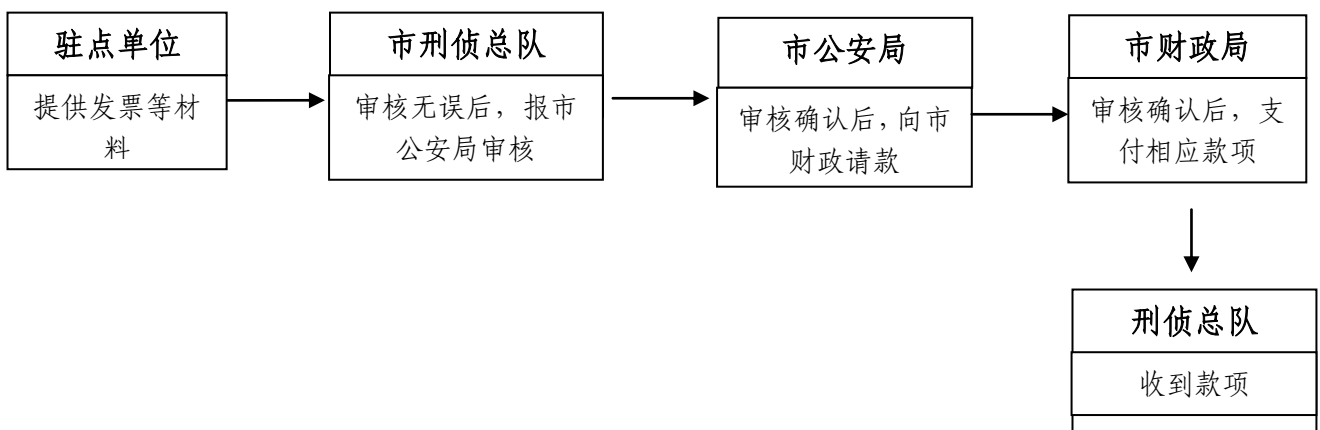 驻点单位
提供发票等材
料
市刑侦总队
审核无误后，报市
公安局审核
市公安局
审核确认后,向市
财政请款
市财政局
审核确认后，支
付相应款项
刑侦总队
收到款项